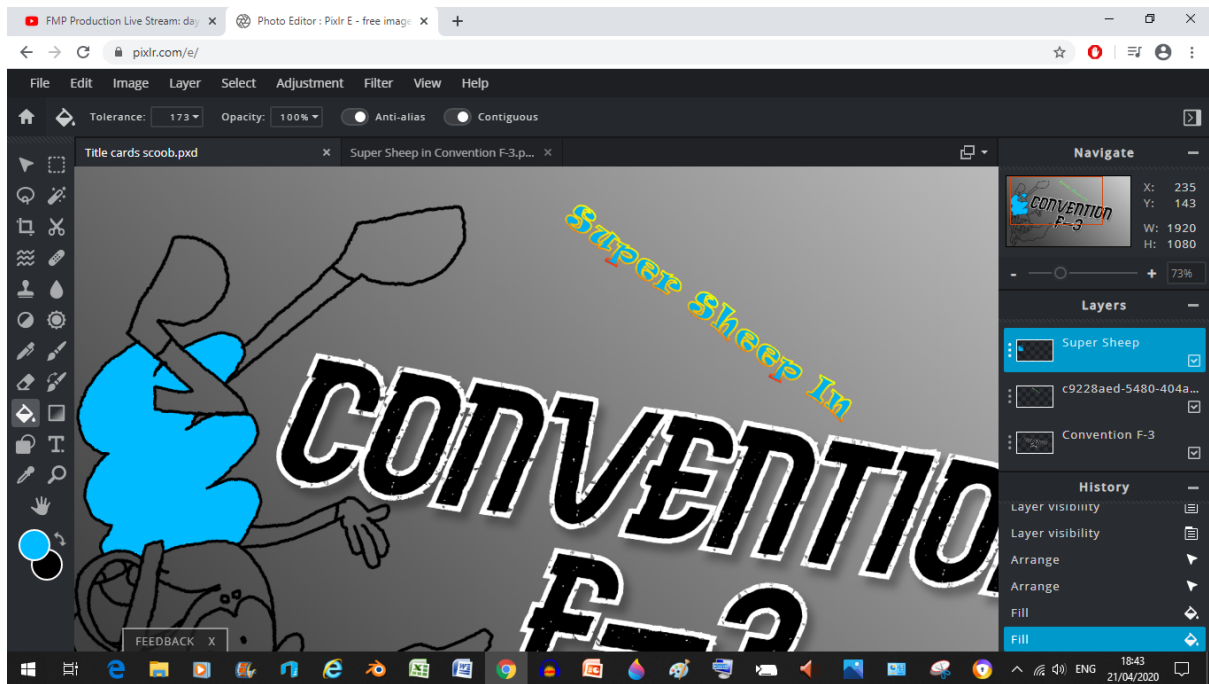 FMP Production Live Stream: day
Photo Editor : Pixlr E - free image
pixlr.com/e/
File Edit Image Layer Select Adjustment Filter View Help
Tolerance: 173 Opacity: 100% Anti-alias Contiguous
Title cards scoob.pxd
Super Sheep in Convention F-3.p...
Navigate
CONVENTION
F-3
X: 235
Y: 143
W: 1920
H: 1080
- + 73%
Layers
Super Sheep
c9228aed-5480-404a...
Convention F-3
History
Layer visibility
Layer visibility
Arrange
Arrange
Fill
Fill
Super Sheep In
CONVENTION
F-3
T.
FEEDBACK X
ENG
18:43
21/04/2020